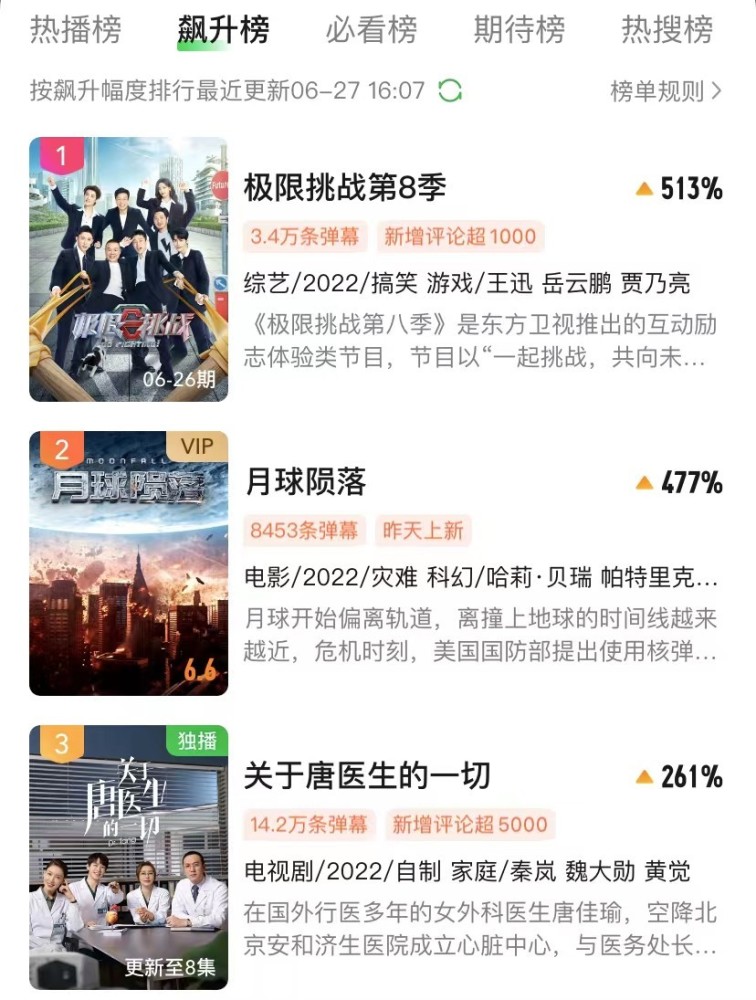 热播榜 飙升榜 必看榜 期待榜 热搜榜
按飙升幅度排行最近更新06-27 16:07 榜单规则
1
Future
极限挑战
GO FIGHTING!
06-26期
极限挑战第8季 513%
3.4万条弹幕 新增评论超1000
综艺/2022/搞笑 游戏/王迅 岳云鹏 贾乃亮
《极限挑战第八季》是东方卫视推出的互动励
志体验类节目，节目以“一起挑战，共向未…
2 VIP
MOONFALL
月球陨落
6.6
月球陨落 477%
8453条弹幕 昨天上新
电影/2022/灾难 科幻/哈莉·贝瑞 帕特里克…
月球开始偏离轨道，离撞上地球的时间线越来
越近，危机时刻，美国国防部提出使用核弹…
3 独播
关于
唐医生
的一切
更新至8集
关于唐医生的一切 261%
14.2万条弹幕 新增评论超5000
电视剧/2022/自制 家庭/秦岚 魏大勋 黄觉
在国外行医多年的女外科医生唐佳瑜，空降北
京安和济生医院成立心脏中心，与医务处长…